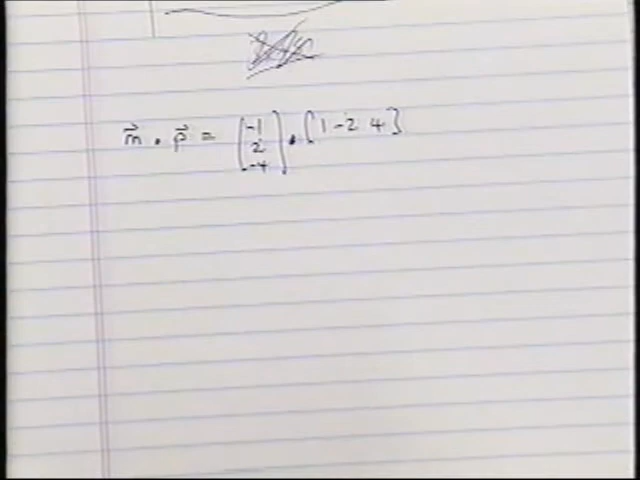 m⃗ . p⃗ = [-1 2 -4] . [1 -2 4]